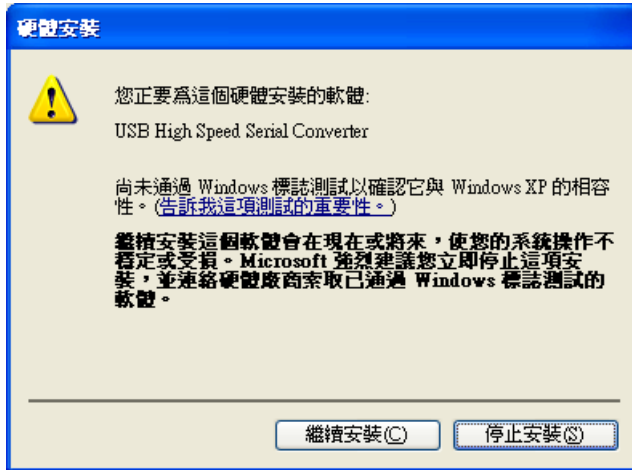 硬體安裝
您正要爲這個硬體安裝的軟體:
USB High Speed Serial Converter
尚未通過 Windows 標誌測試以確認它與 Windows XP 的相容
性。(告訴我這項測試的重要性。)
繼續安裝這個軟體會在現在或將來，使您的系統操作不
穩定或受損。Microsoft 強烈建議您立即停止這項安
裝，並連絡硬體廠商索取已通過 Windows 標誌測試的
軟體。
繼續安裝(C)
停止安裝(S)